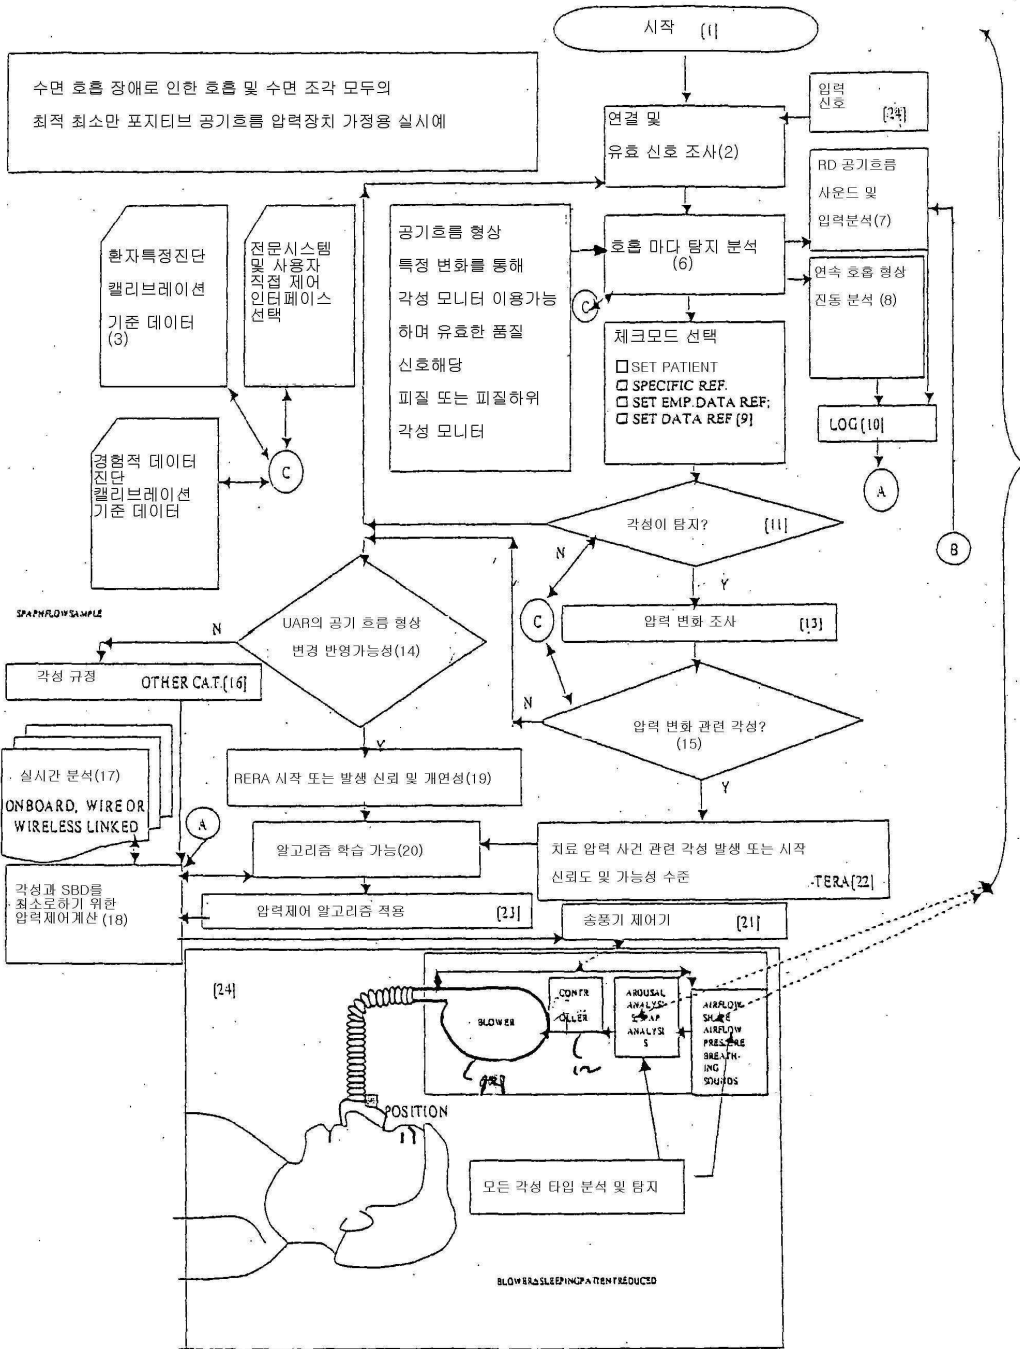 시작 [1]
수면 호흡 장애로 인한 호흡 및 수면 조각 모두의
최적 최소만 포지티브 공기흐름 압력장치 가정용 실시예
입력
신호
[24]
연결 및
유효 신호 조사(2)
RD 공기흐름
사운드 및
입력분석(7)
환자특정진단
캘리브레이션
기준 데이터
(3)
전문시스템
및 사용자
직접 제어
인터페이스
선택
공기흐름 형상
특정 변화를 통해
각성 모니터 이용가능
하며 유효한 품질
신호해당
피질 또는 피질하위
각성 모니터
호흡 마다 탐지 분석
(6)
C
연속 호흡 형상
진동 분석 (8)
체크모드 선택
SET PATIENT
SPECIFIC REF.
SET EMP.DATA REF;
SET DATA REF [9]
LOG[10]
A
경험적 데이터
진단
캘리브레이션
기준 데이터
C
각성이 탐지?
[11]
B
N
Y
SPAPHFLOWSAMPLE
C
압력 변화 조사
[13]
UAR의 공기 흐름 형상
변경 반영가능성(14)
N
각성 규정
OTHER CAT.[16]
N
압력 변화 관련 각성?
(15)
Y
Y
실시간 분석(17)
ONBOARD, WIRE OR
WIRELESS LINKED
RERA 시작 또는 발생 신뢰 및 개연성(19)
A
알고리즘 학습 가능(20)
치료 압력 사건 관련 각성 발생 또는 시작
신뢰도 및 가능성 수준
-TERA[22]
각성과 SBD를
최소로하기 위한
압력제어계산(18)
압력제어 알고리즘 적용
[23]
송풍기 제어기
[21]
[24]
BLOWER
CONTR
OLLER
12
AROUSAL
ANALYSI
SPAP
ANALYSI
S
AIRFLOW
SHAPE
AIRFLOW
PRESSURE
BREATH-
ING
SOUNDS
POSITION
모든 각성 타입 분석 및 탐지
BLOWER&SLEEPINGPATIENTREDUCED